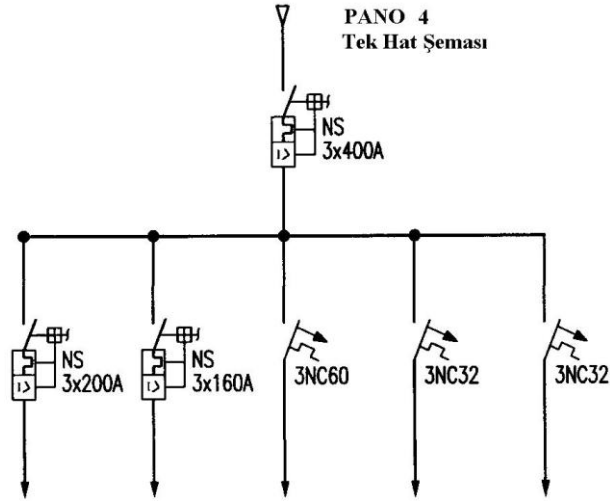 PANO 4
Tek Hat Şeması
NS
3x400A
I>
NS
3x200A
I>
NS
3x160A
I>
3NC60
3NC32
3NC32